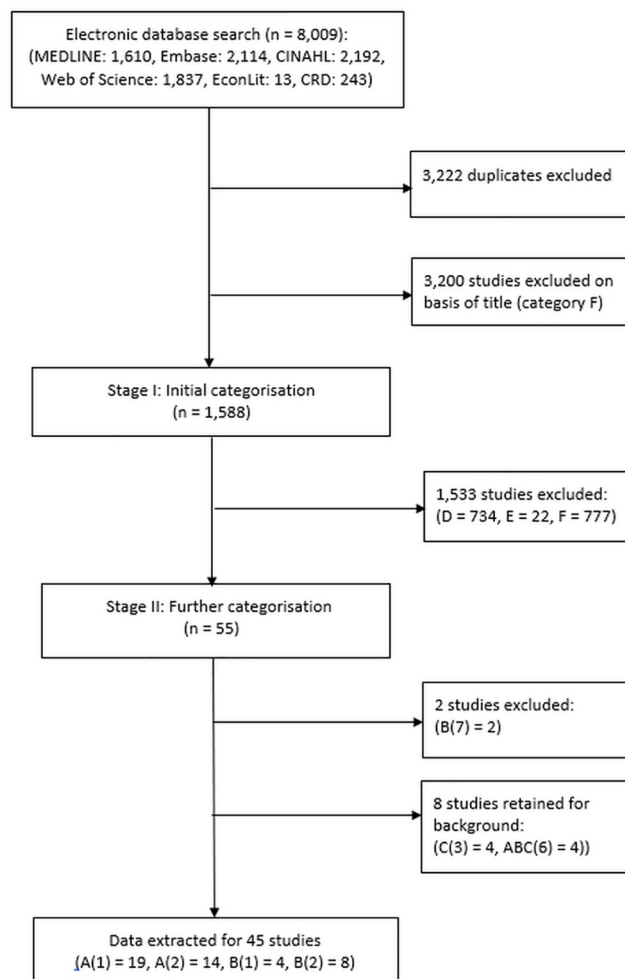 Electronic database search (n = 8,009):
(MEDLINE: 1,610, Embase: 2,114, CINAHL: 2,192,
Web of Science: 1,837, EconLit: 13, CRD: 243)
3,222 duplicates excluded
3,200 studies excluded on
basis of title (category F)
Stage I: Initial categorisation
(n = 1,588)
1,533 studies excluded:
(D = 734, E = 22, F = 777)
Stage II: Further categorisation
(n = 55)
2 studies excluded:
(B(7) = 2)
8 studies retained for
background:
(C(3) = 4, ABC(6) = 4))
Data extracted for 45 studies
(A(1) = 19, A(2) = 14, B(1) = 4, B(2) = 8)